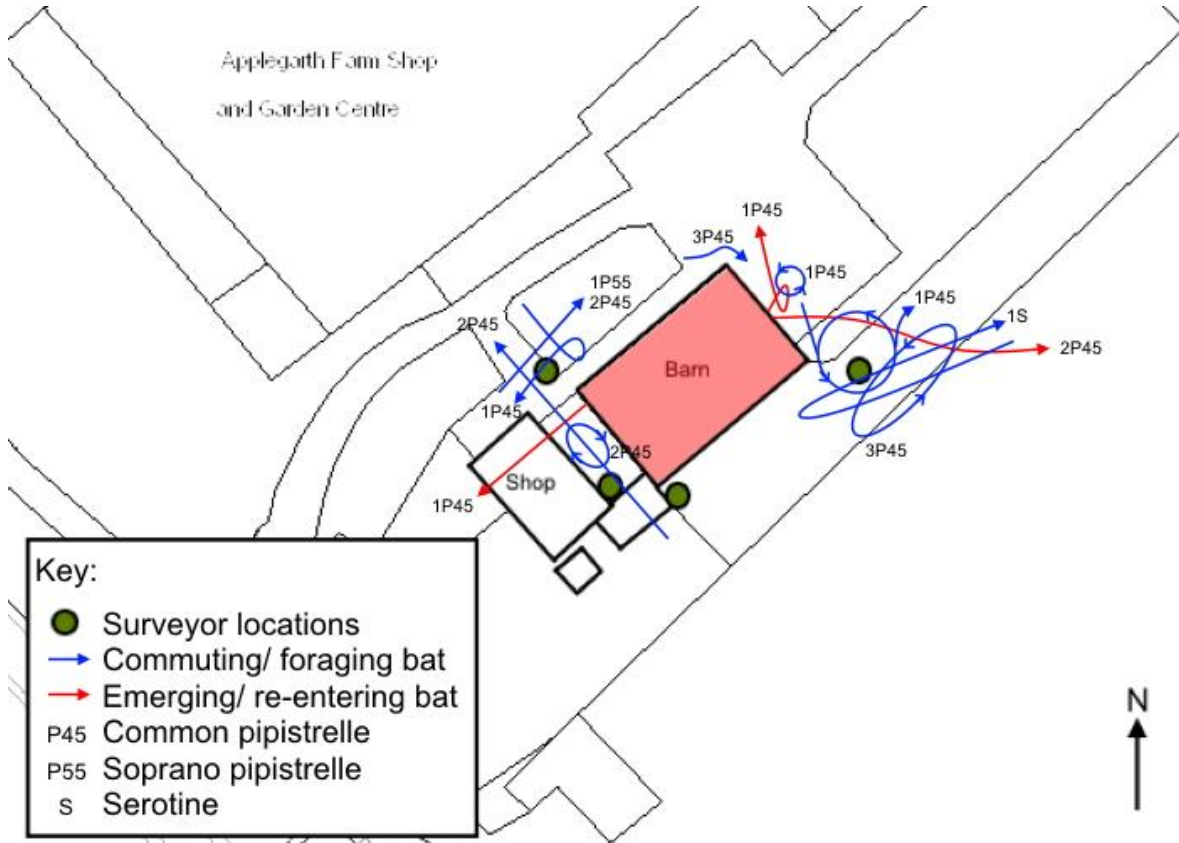 Applegarth Farm Shop
and Garden Centre
1P45
3P45
1P45
1P55
2P45
1P45
1S
2P45
2P45
Barn
1P45
2P45
3P45
Shop
1P45
Key:
Surveyor locations
Commuting/ foraging bat
Emerging/ re-entering bat
P45 Common pipistrelle
P55 Soprano pipistrelle
S Serotine
N